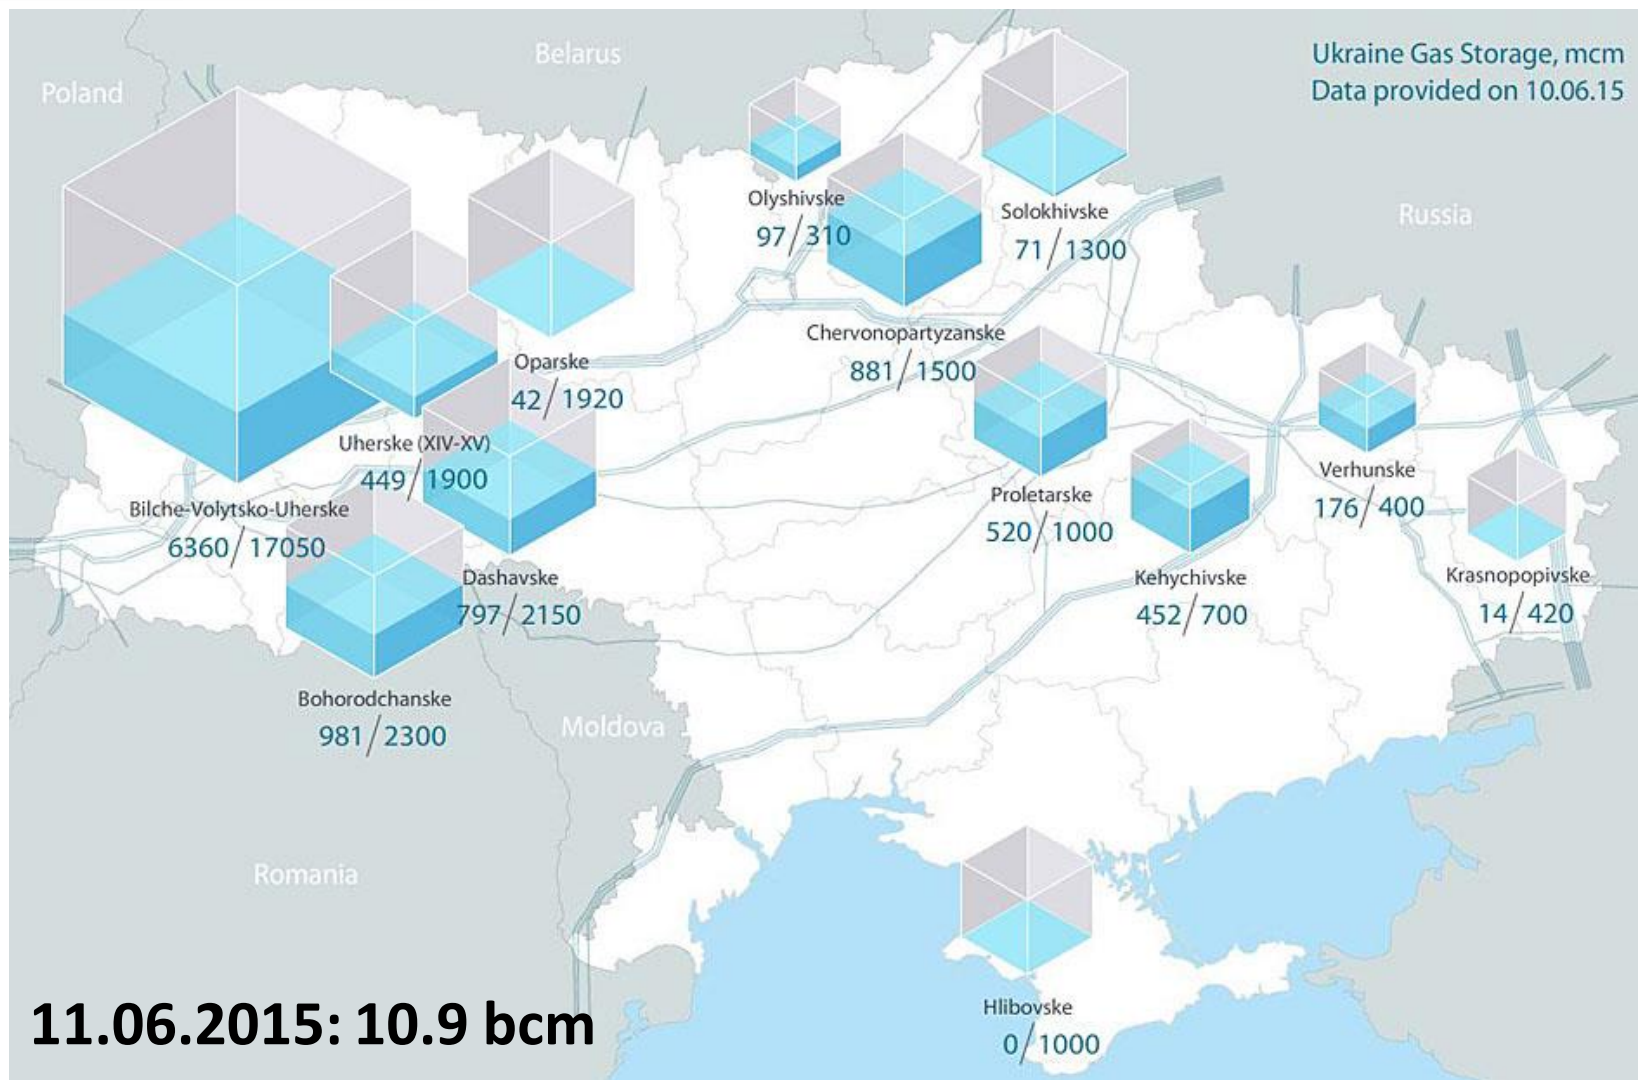 Belarus
Ukraine Gas Storage, mcm
Data provided on 10.06.15
Poland
Olyshivske
97/310
Solokhivske
71/1300
Russia
Chervonopartyzanske
881/1500
Oparske
42/1920
Uherske (XIV-XV)
449/1900
Bilche-Volytsko-Uherske
6360/17050
Verhunske
176/400
Proletarske
520/1000
Kehychivske
452/700
Krasnopopivske
14/420
Dashavske
797/2150
Bohorodchanske
981/2300
Moldova
Romania
Hlibovske
0/1000
11.06.2015: 10.9 bcm